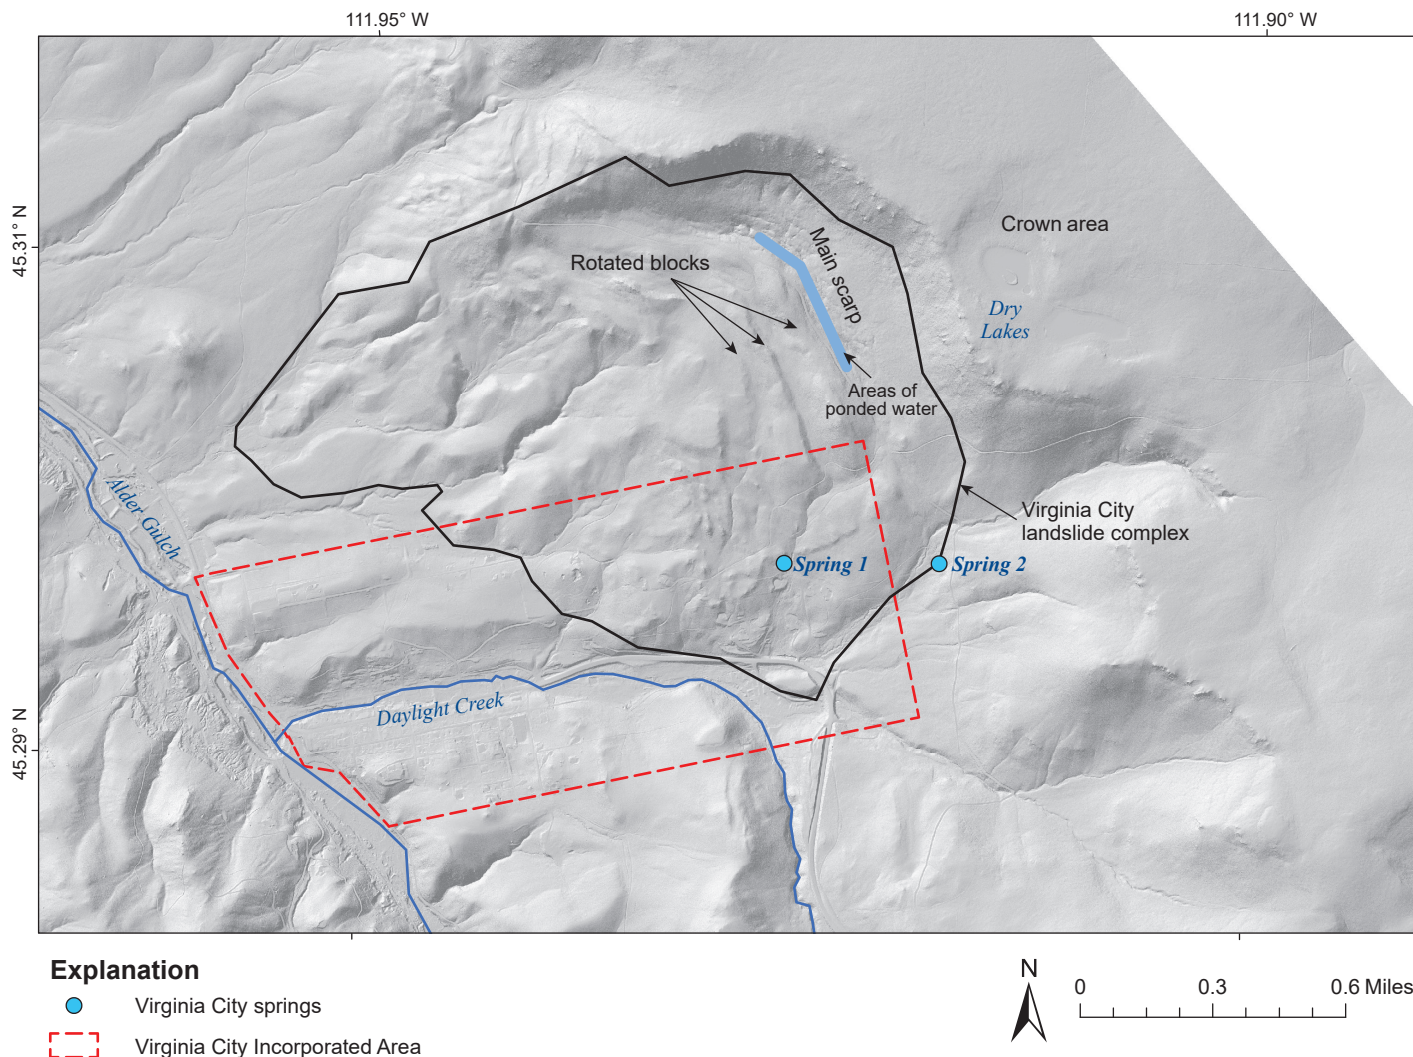 111.95° W
111.90° W
45.31° N
45.29° N
Crown area
Main scarp
Rotated blocks
Dry
Lakes
Areas of
ponded water
Alder Gulch
Virginia City
landslide complex
Spring 1
Spring 2
Daylight Creek
Explanation
Virginia City springs
Virginia City Incorporated Area
N
0
0.3
0.6 Miles